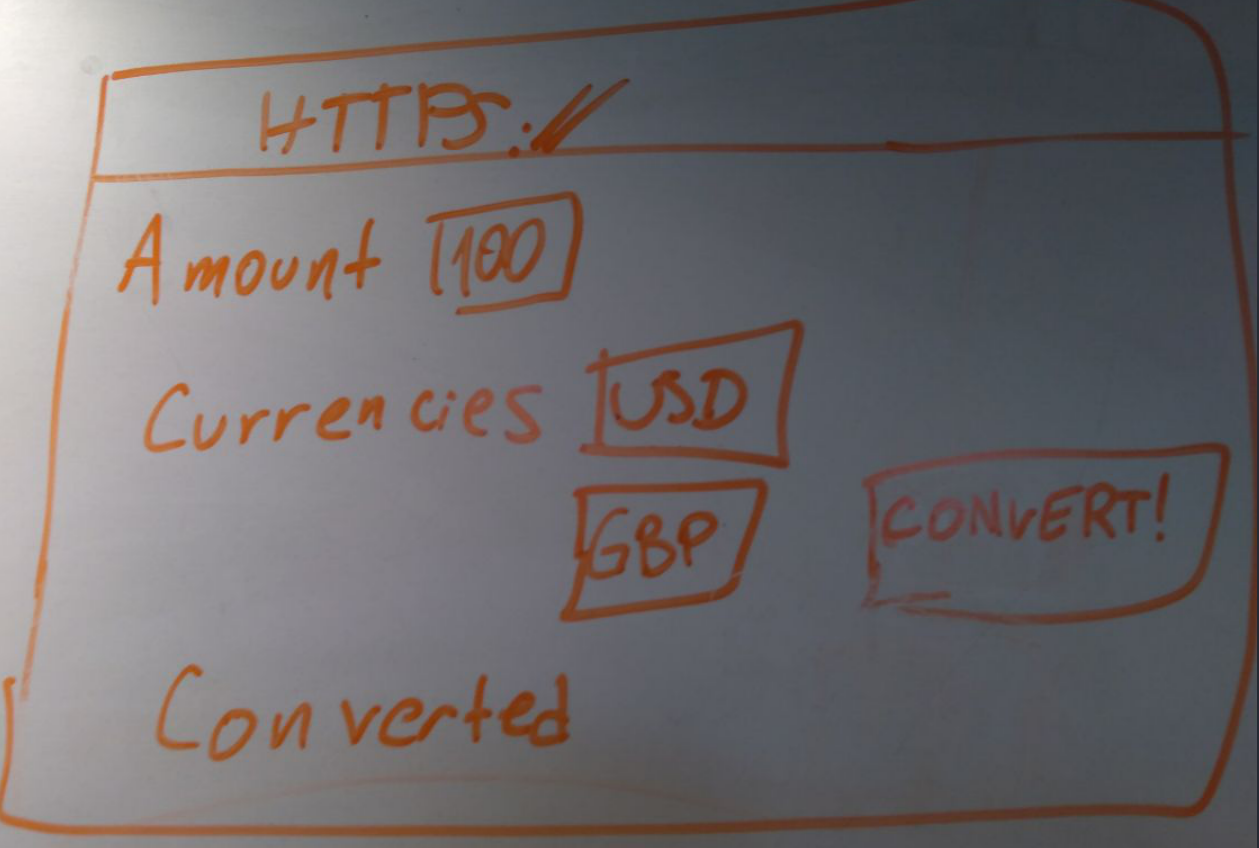 HTTPS://
Amount 100
Currencies USD
GBP
CONVERT!
Converted